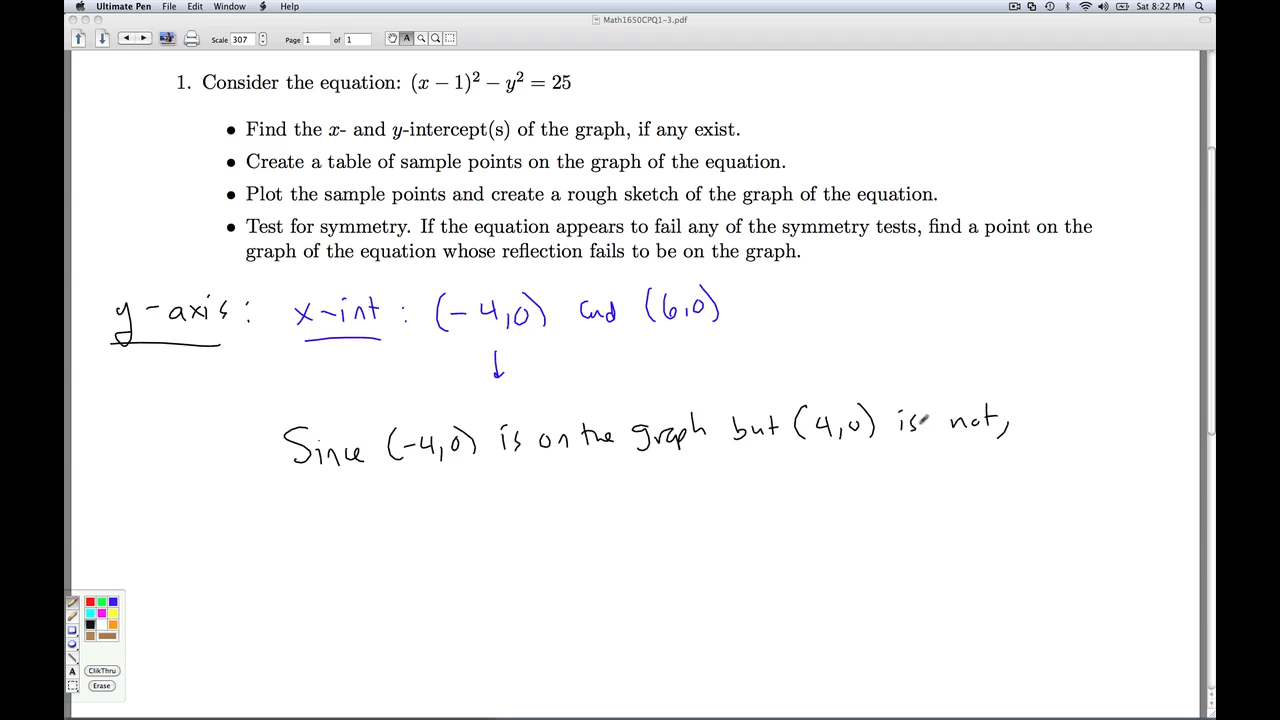 Ultimate Pen File Edit Window Help Sat 8:22 PM
Math1650CPQ1-3.pdf
Scale 307 Page 1 of 1 A
1. Consider the equation: (x − 1)² − y² = 25
• Find the x- and y-intercept(s) of the graph, if any exist.
• Create a table of sample points on the graph of the equation.
• Plot the sample points and create a rough sketch of the graph of the equation.
• Test for symmetry. If the equation appears to fail any of the symmetry tests, find a point on the
graph of the equation whose reflection fails to be on the graph.
y-axis: x-int: (-4,0) and (6,0)
↓
Since (-4,0) is on the graph but (4,0) is not,
A
ClikThru
Erase